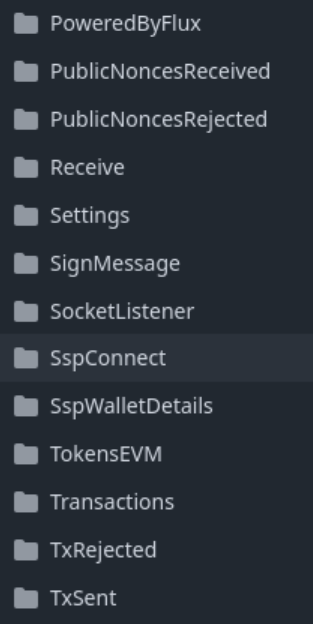 PoweredByFlux
PublicNoncesReceived
PublicNoncesRejected
Receive
Settings
SignMessage
SocketListener
SspConnect
SspWalletDetails
TokensEVM
Transactions
TxRejected
TxSent